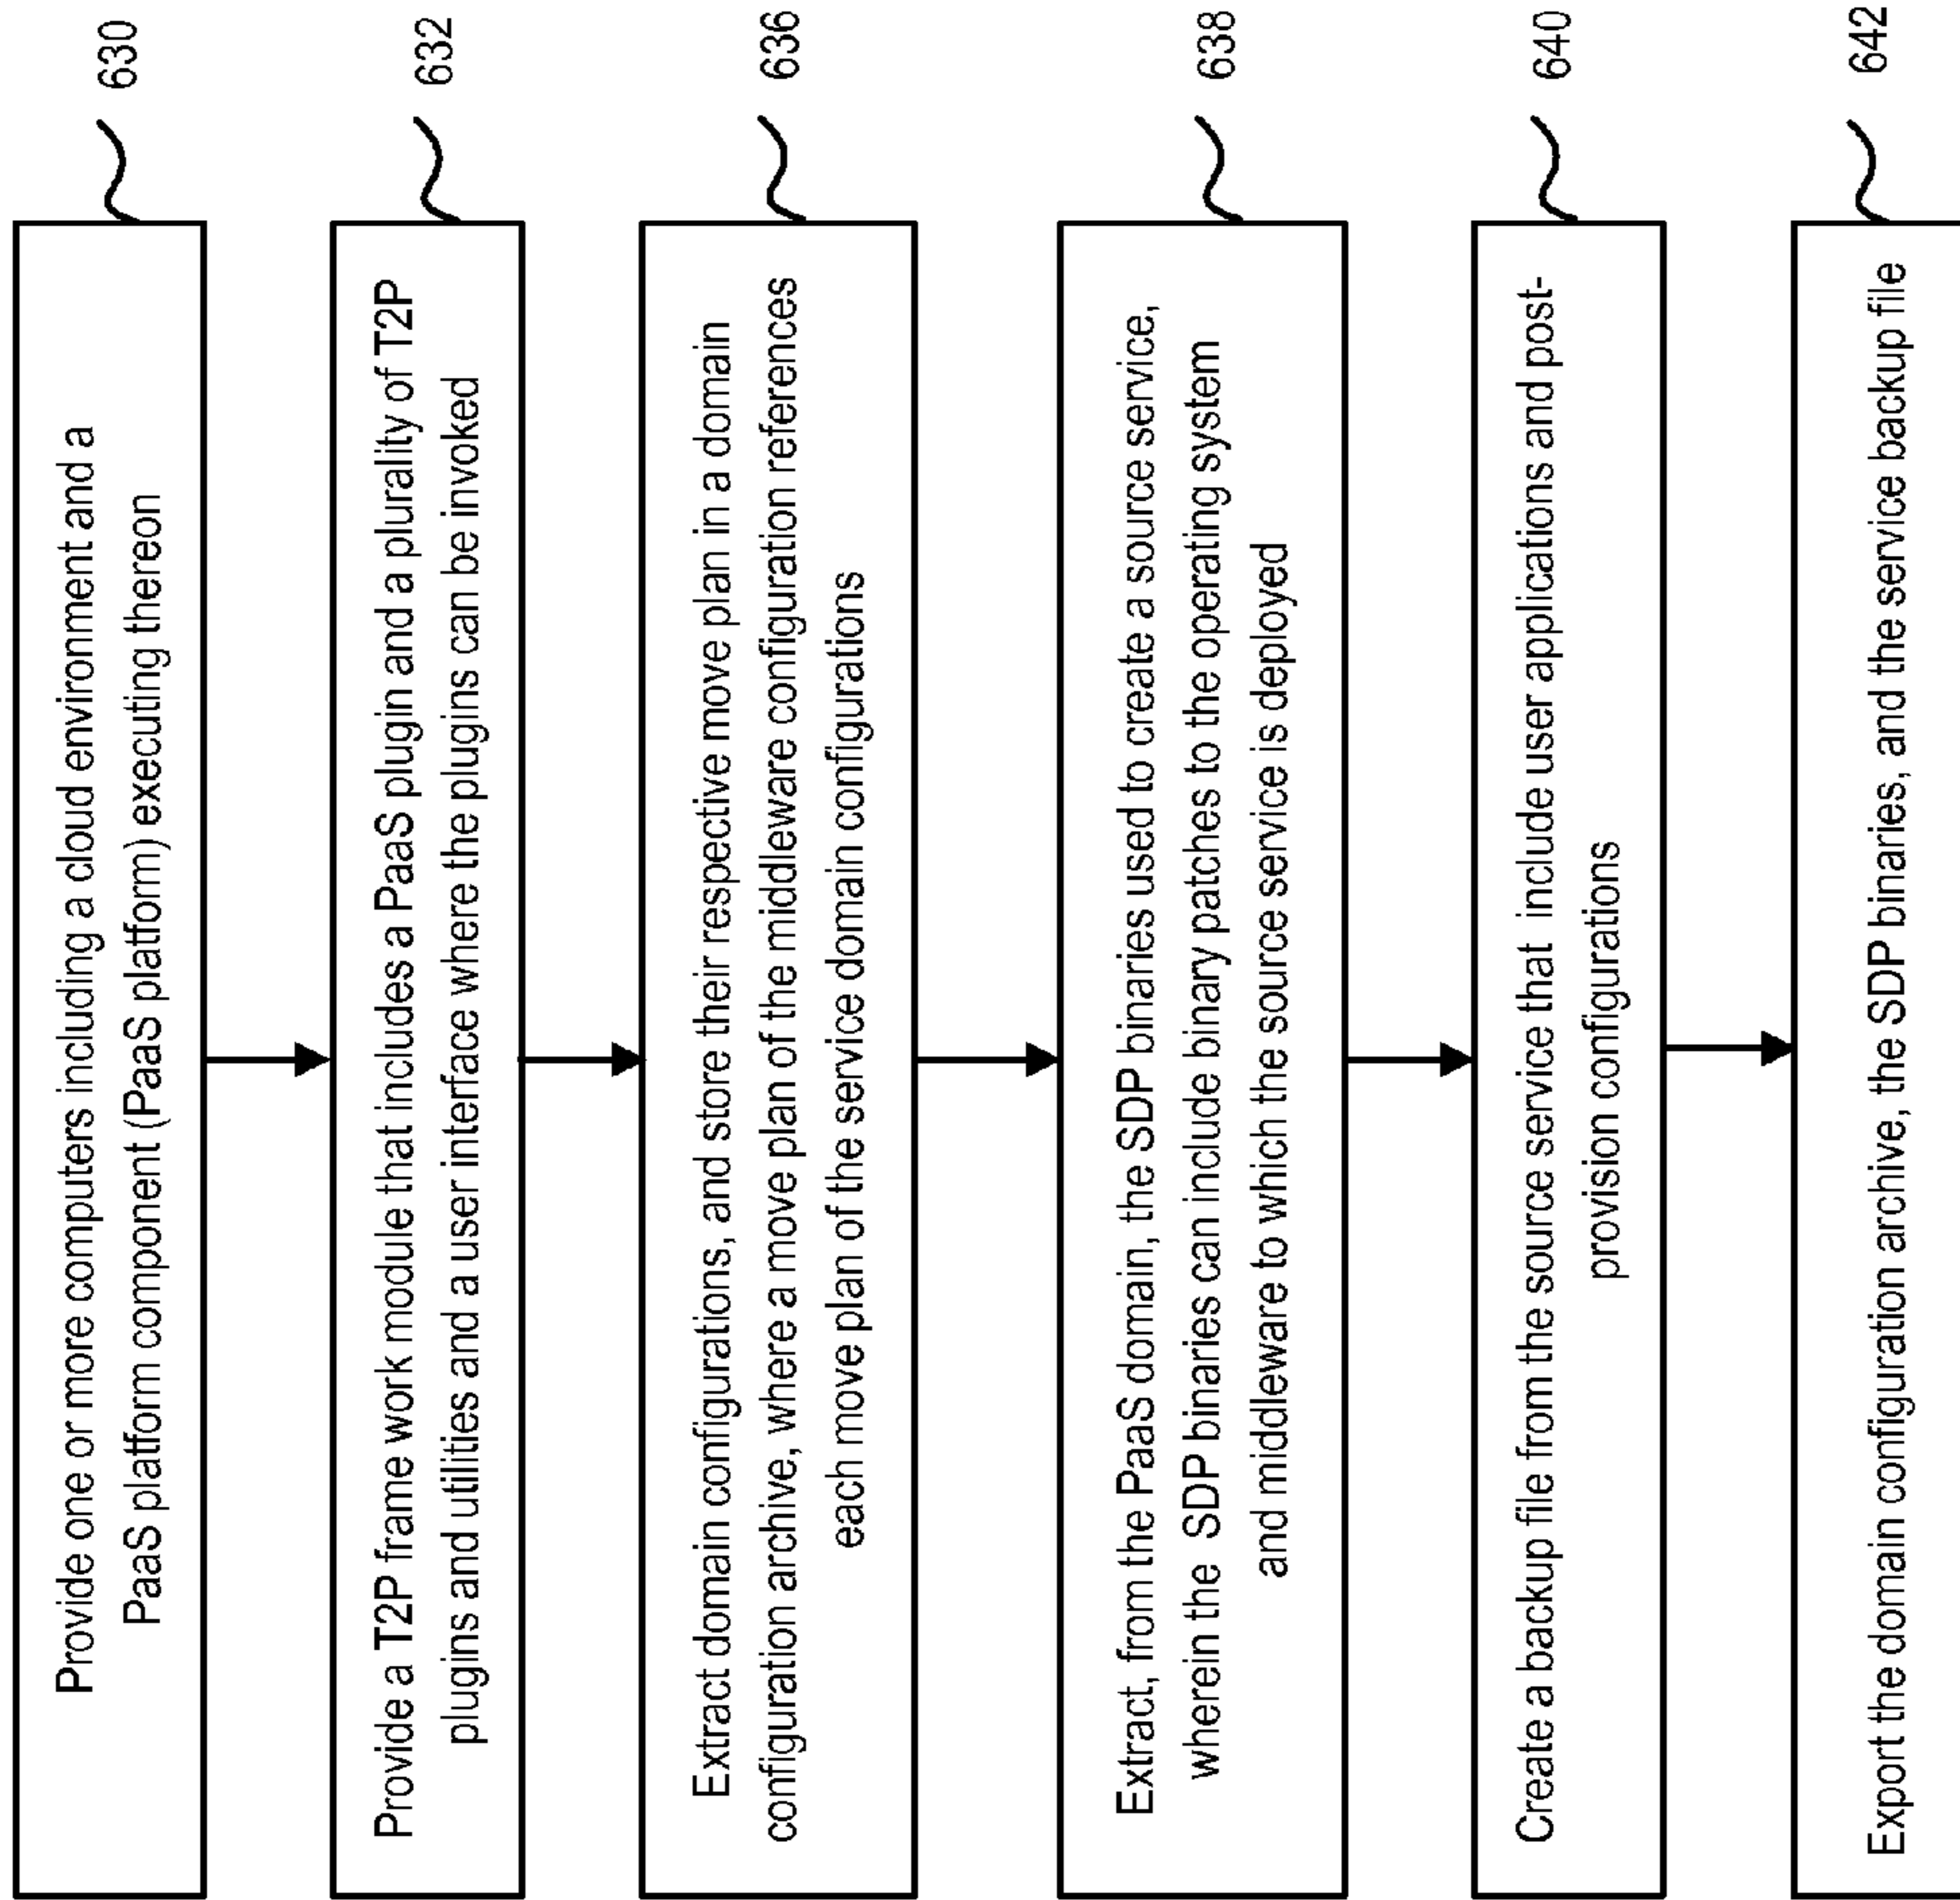 Provide one or more computers including a cloud environment and a
PaaS platform component (PaaS platform) executing thereon
630
Provide a T2P frame work module that includes a PaaS plugin and a plurality of T2P
plugins and utilities and a user interface where the plugins can be invoked
632
Extract domain configurations, and store their respective move plan in a domain
configuration archive, where a move plan of the middleware configuration references
each move plan of the service domain configurations
636
Extract, from the PaaS domain, the SDP binaries used to create a source service,
wherein the SDP binaries can include binary patches to the operating system
and middleware to which the source service is deployed
638
Create a backup file from the source service that include user applications and post-
provision configurations
640
Export the domain configuration archive, the SDP binaries, and the service backup file
642